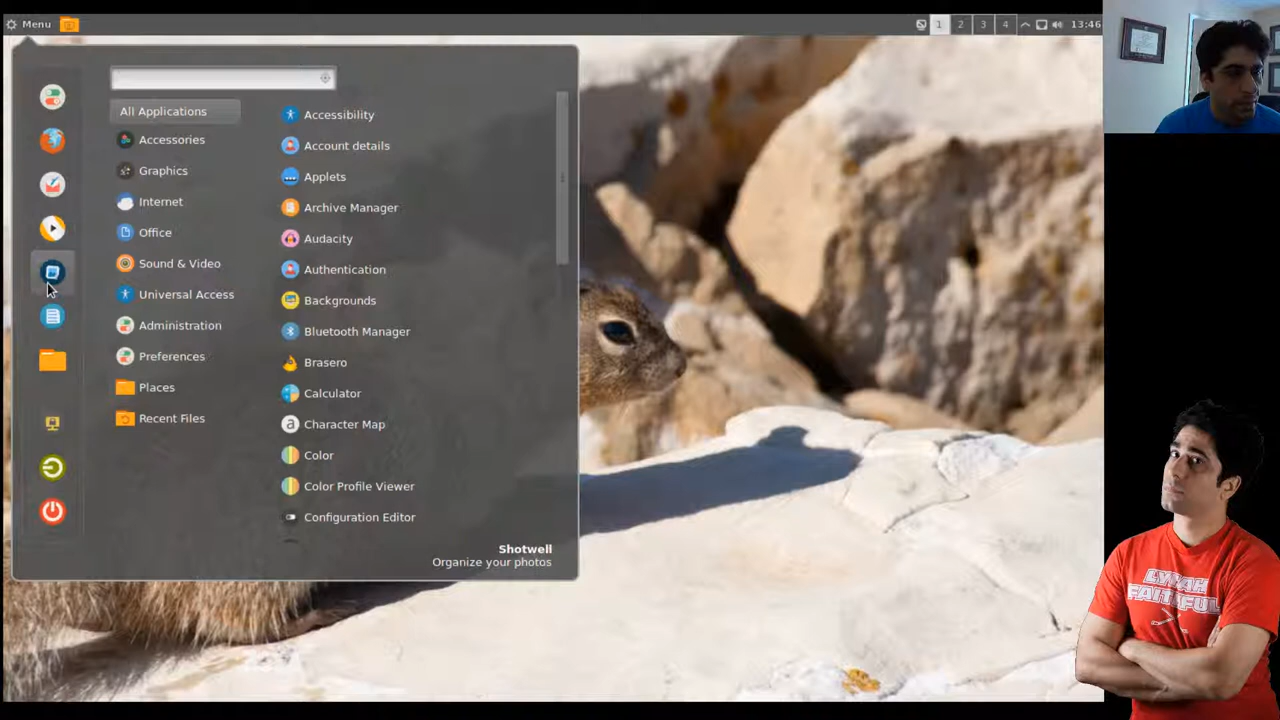 Menu
1 2 3 4 13:46
All Applications
Accessories
Graphics
Internet
Office
Sound & Video
Universal Access
Administration
Preferences
Places
Recent Files
Accessibility
Account details
Applets
Archive Manager
Audacity
Authentication
Backgrounds
Bluetooth Manager
Brasero
Calculator
Character Map
Color
Color Profile Viewer
Configuration Editor
Shotwell
Organize your photos
FAITHFUL